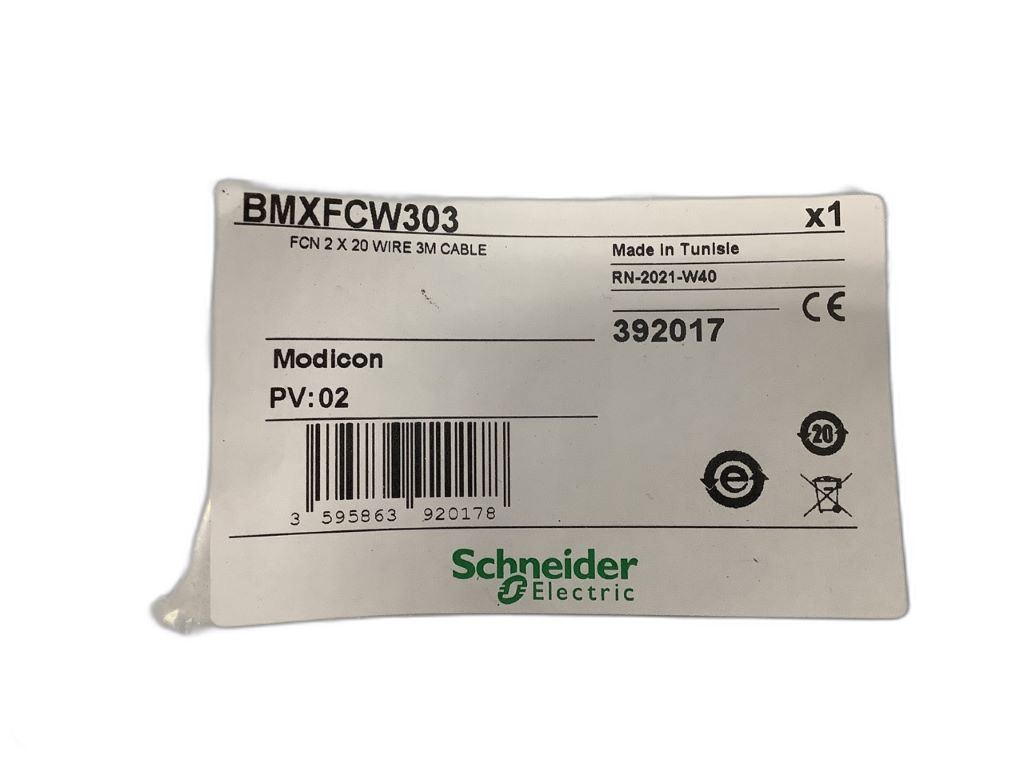 BMXFCW303
x1
FCN 2 X 20 WIRE 3M CABLE
Made in Tunisie
RN-2021-W40
CE
392017
Modicon
PV:02
20
e
3 595863 920178
Schneider
Electric